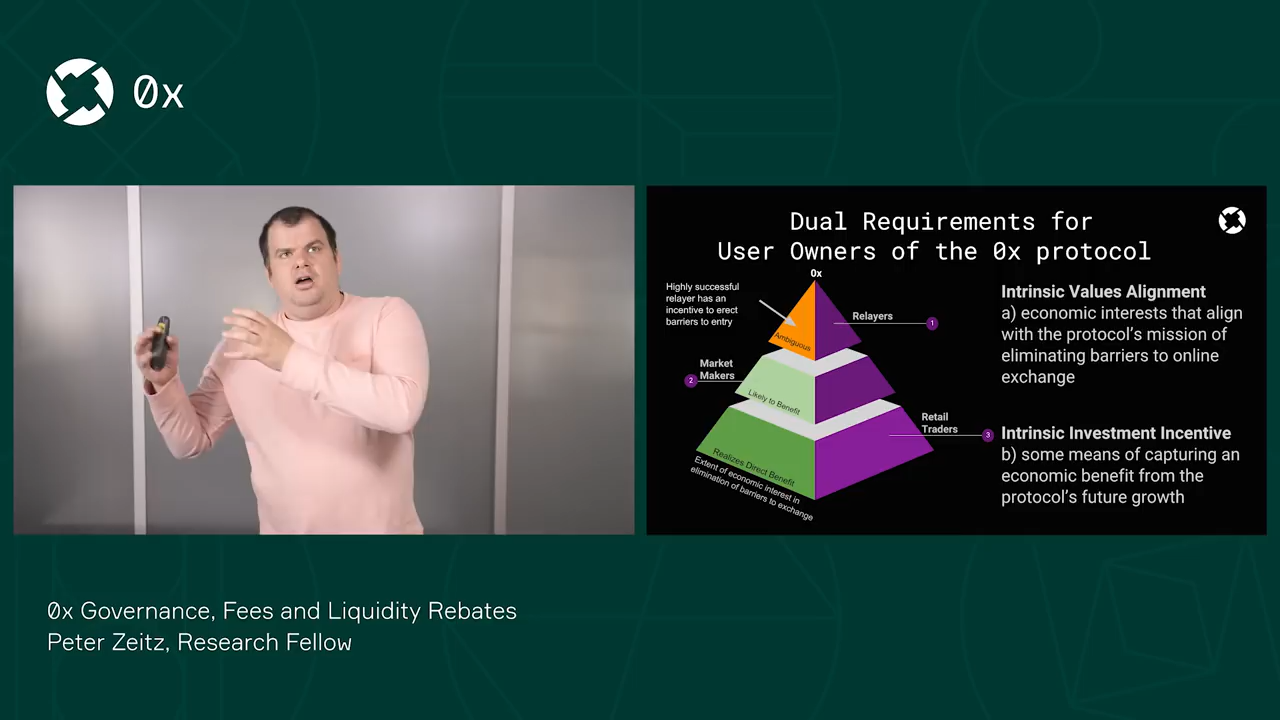 0x
Dual Requirements for
User Owners of the 0x protocol
0x
Highly successful
relayer has an
incentive to erect
barriers to entry
Ambiguous
Relayers
1
Market
Makers
2
Likely to Benefit
Retail
Traders
3
Realizes Direct Benefit
Extent of economic interest in
elimination of barriers to exchange
Intrinsic Values Alignment
a) economic interests that align
with the protocol's mission of
eliminating barriers to online
exchange
Intrinsic Investment Incentive
b) some means of capturing an
economic benefit from the
protocol's future growth
0x Governance, Fees and Liquidity Rebates
Peter Zeitz, Research Fellow